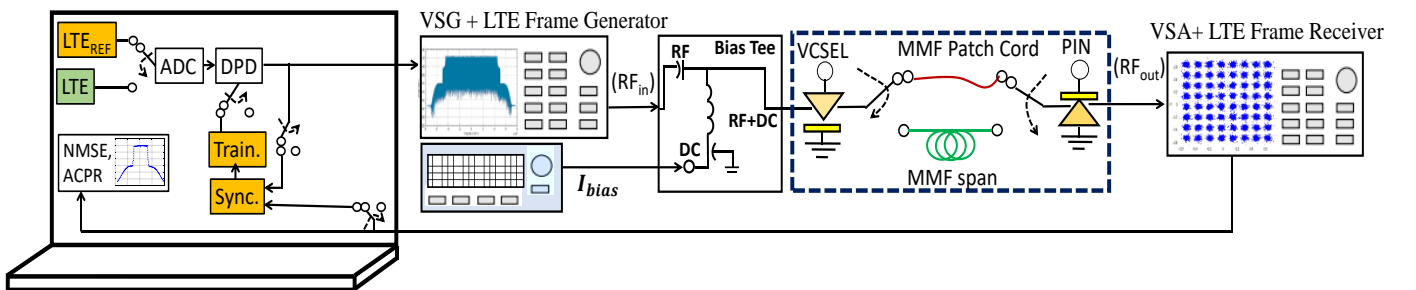 LTE_REF
LTE
ADC
DPD
Train.
Sync.
NMSE,
ACPR
VSG + LTE Frame Generator
(RF_in)
I_bias
RF
Bias Tee
RF+DC
DC
VCSEL
MMF Patch Cord
PIN
MMF span
(RF_out)
VSA+ LTE Frame Receiver